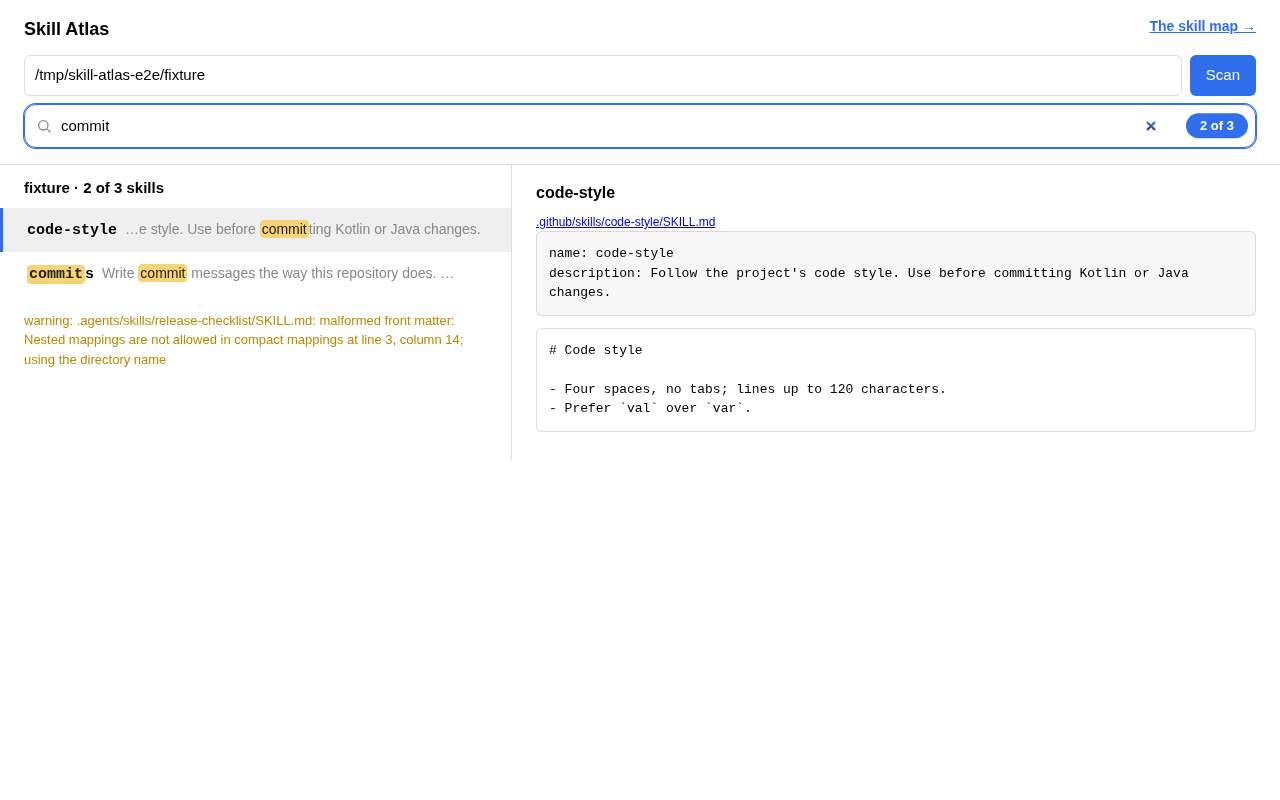 Skill Atlas
The skill map →
/tmp/skill-atlas-e2e/fixture
Scan
commit
2 of 3
fixture · 2 of 3 skills
code-style …e style. Use before committing Kotlin or Java changes.
commits Write commit messages the way this repository does. …
warning: .agents/skills/release-checklist/SKILL.md: malformed front matter:
Nested mappings are not allowed in compact mappings at line 3, column 14;
using the directory name
code-style
.github/skills/code-style/SKILL.md
name: code-style
description: Follow the project's code style. Use before committing Kotlin or Java
changes.
# Code style
- Four spaces, no tabs; lines up to 120 characters.
- Prefer `val` over `var`.